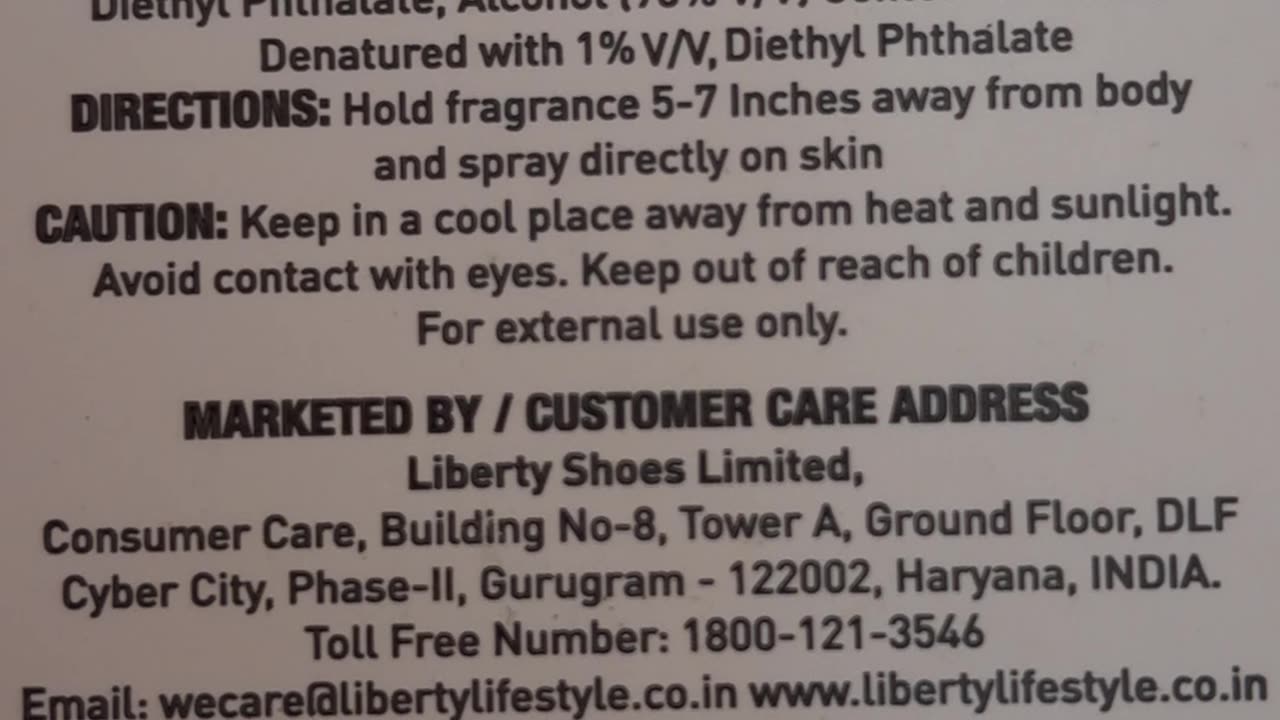 Diethyl Phthalate, Alcohol
Denatured with 1% V/V, Diethyl Phthalate
DIRECTIONS: Hold fragrance 5-7 Inches away from body
and spray directly on skin
CAUTION: Keep in a cool place away from heat and sunlight.
Avoid contact with eyes. Keep out of reach of children.
For external use only.
MARKETED BY / CUSTOMER CARE ADDRESS
Liberty Shoes Limited,
Consumer Care, Building No-8, Tower A, Ground Floor, DLF
Cyber City, Phase-II, Gurugram - 122002, Haryana, INDIA.
Toll Free Number: 1800-121-3546
Email: wecare@libertylifestyle.co.in www.libertylifestyle.co.in